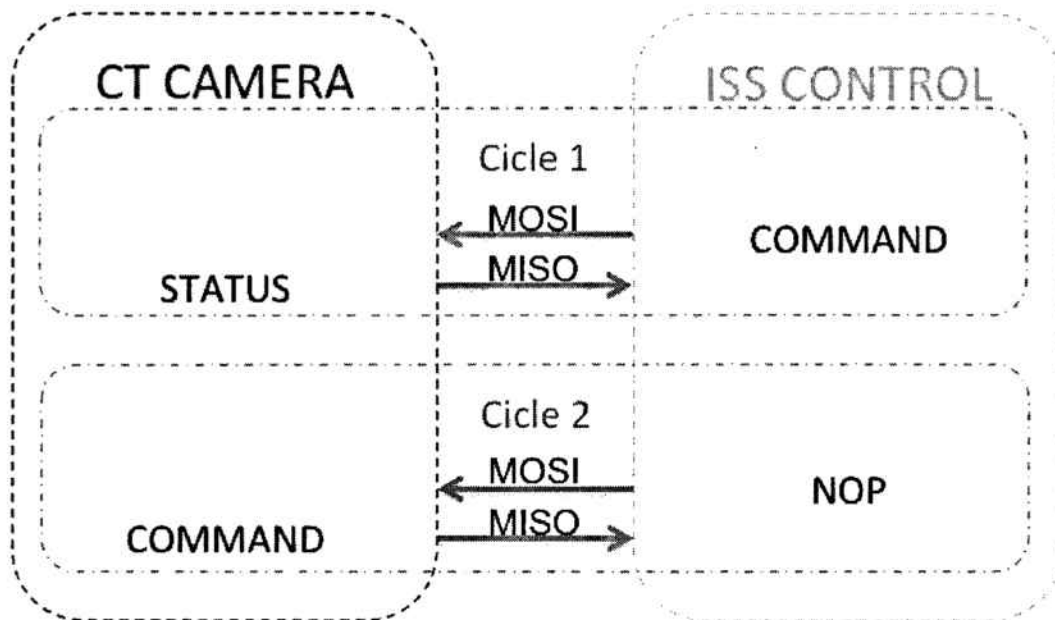 CT CAMERA
ISS CONTROL
Cicle 1
MOSI
COMMAND
MISO
STATUS
Cicle 2
MOSI
NOP
MISO
COMMAND